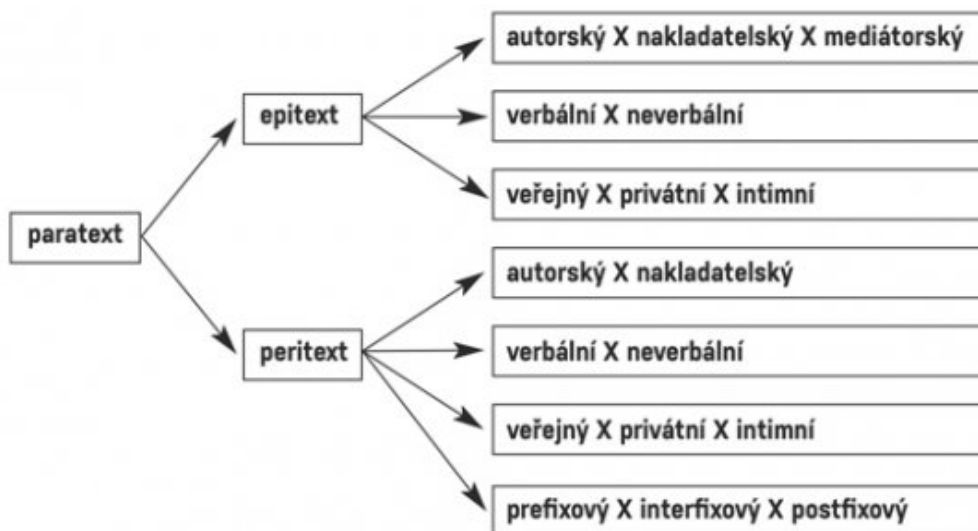 paratext
epitext
autorský X nakladatelský X mediátorský
verbální X neverbální
veřejný X privátní X intimní
peritext
autorský X nakladatelský
verbální X neverbální
veřejný X privátní X intimní
prefixový X interfixový X postfixový